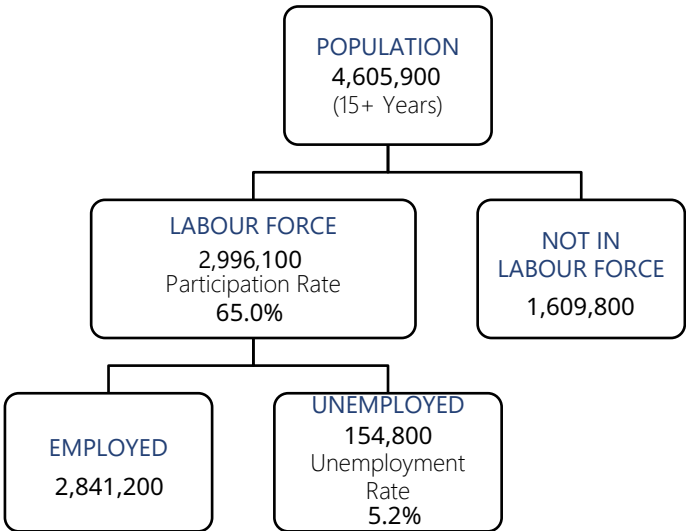 POPULATION
4,605,900
(15+ Years)
LABOUR FORCE
2,996,100
Participation Rate
65.0%
NOT IN
LABOUR FORCE
1,609,800
EMPLOYED
2,841,200
UNEMPLOYED
154,800
Unemployment
Rate
5.2%